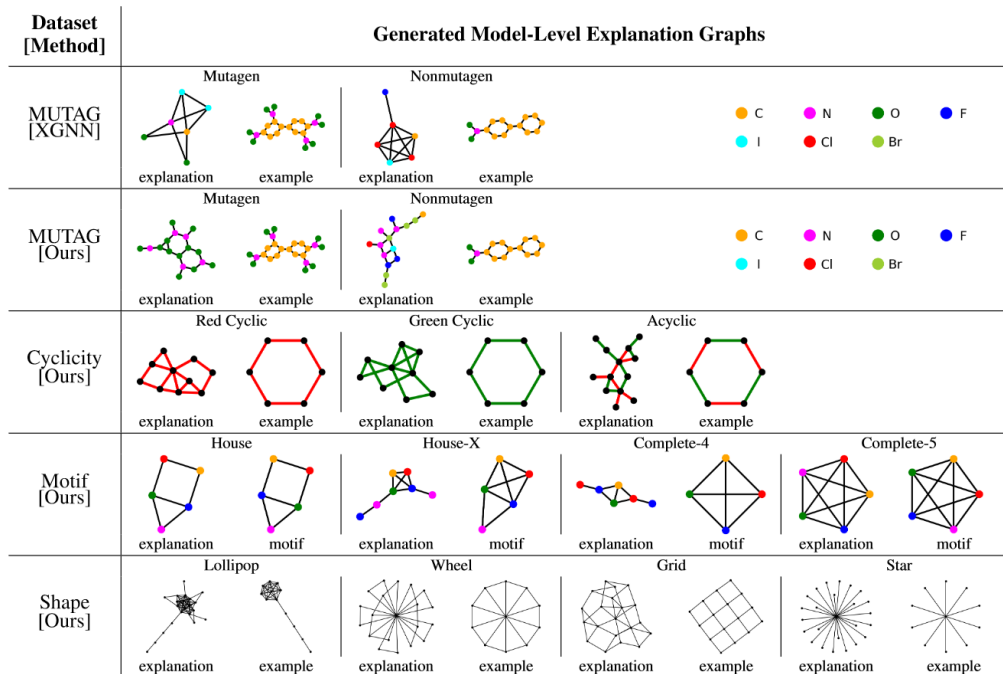 Dataset
[Method]
Generated Model-Level Explanation Graphs
MUTAG
[XGNN]
Mutagen
Nonmutagen
explanation
example
explanation
example
C
N
O
F
I
Cl
Br
MUTAG
[Ours]
Mutagen
Nonmutagen
explanation
example
explanation
example
C
N
O
F
I
Cl
Br
Cyclicity
[Ours]
Red Cyclic
Green Cyclic
Acyclic
explanation
example
explanation
example
explanation
example
Motif
[Ours]
House
House-X
Complete-4
Complete-5
explanation
motif
explanation
motif
explanation
motif
explanation
motif
Shape
[Ours]
Lollipop
Wheel
Grid
Star
explanation
example
explanation
example
explanation
example
explanation
example